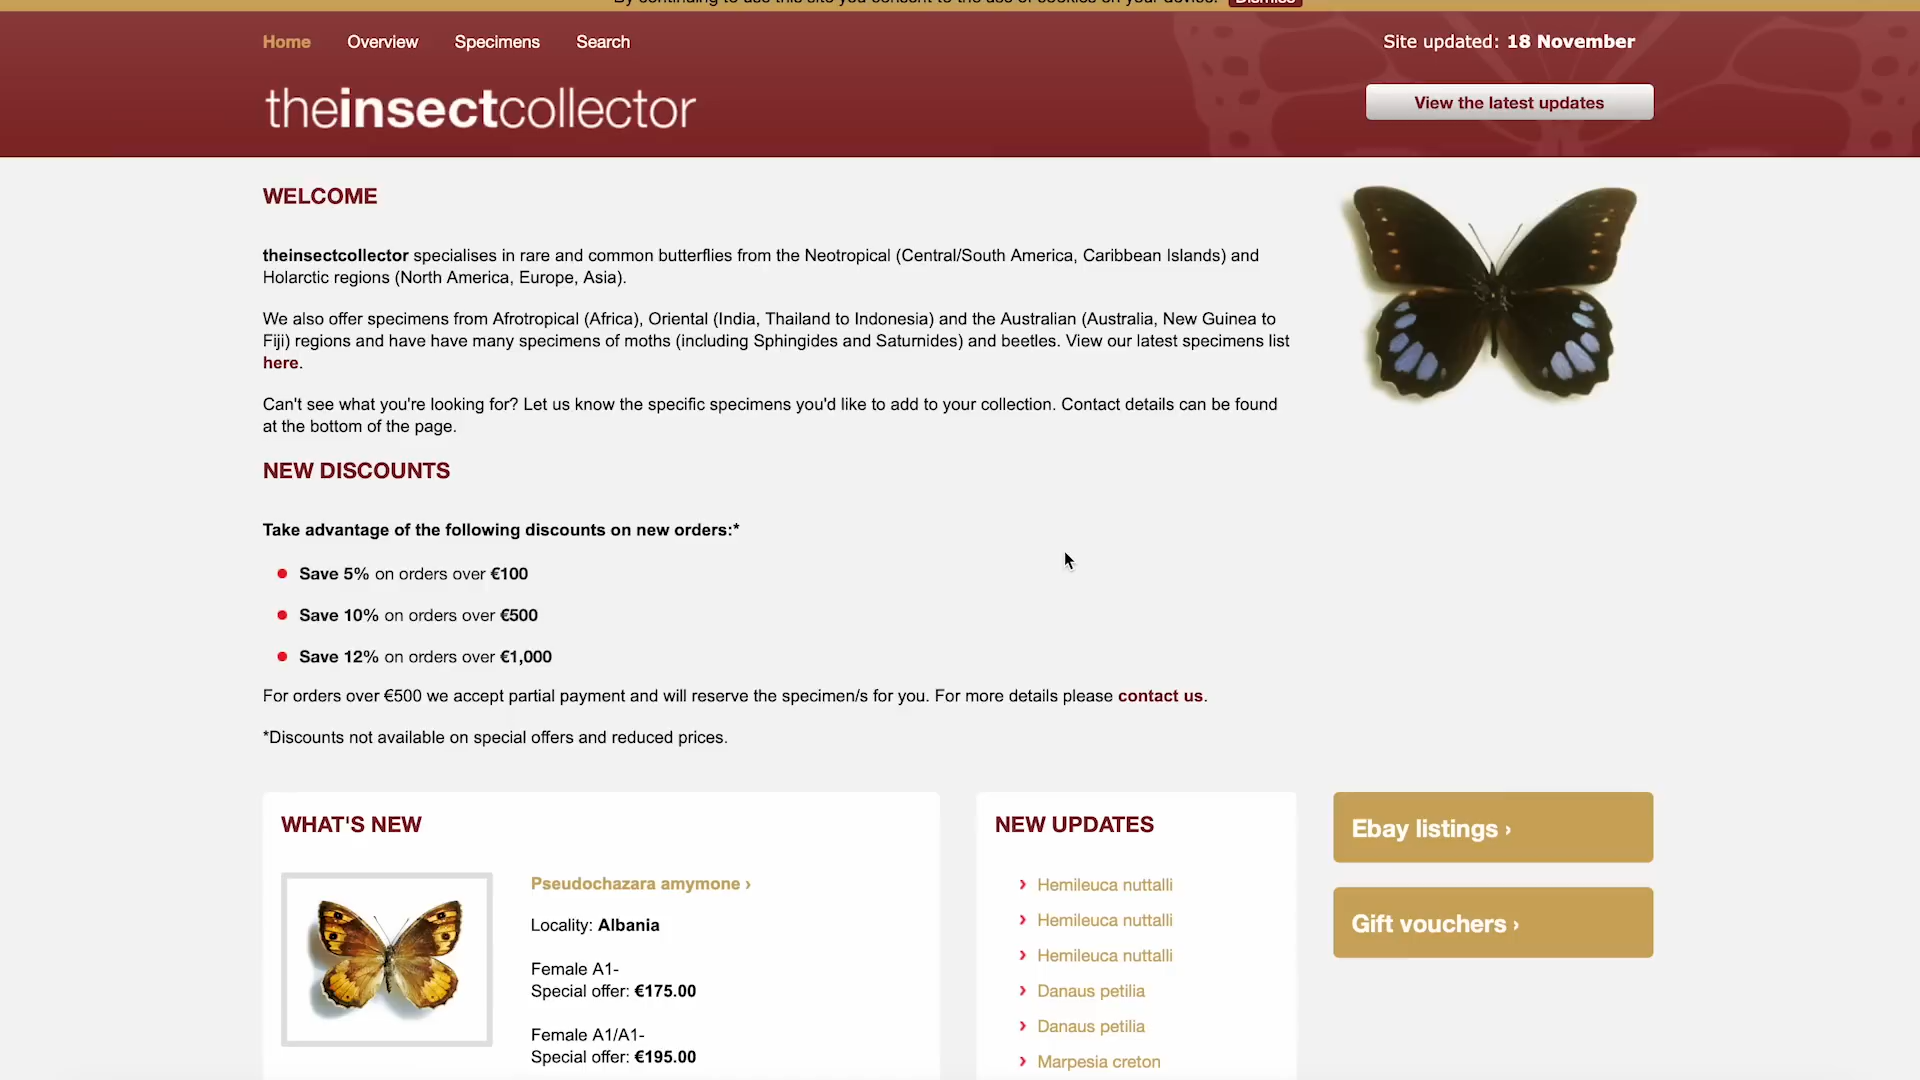 By continuing to use this site you consent to the use of cookies on your device. Dismiss
Home Overview Specimens Search
Site updated: 18 November
theinsectcollector
View the latest updates
WELCOME
theinsectcollector specialises in rare and common butterflies from the Neotropical (Central/South America, Caribbean Islands) and
Holarctic regions (North America, Europe, Asia).
We also offer specimens from Afrotropical (Africa), Oriental (India, Thailand to Indonesia) and the Australian (Australia, New Guinea to
Fiji) regions and have have many specimens of moths (including Sphingides and Saturnides) and beetles. View our latest specimens list
here.
Can't see what you're looking for? Let us know the specific specimens you'd like to add to your collection. Contact details can be found
at the bottom of the page.
NEW DISCOUNTS
Take advantage of the following discounts on new orders:*
Save 5% on orders over €100
Save 10% on orders over €500
Save 12% on orders over €1,000
For orders over €500 we accept partial payment and will reserve the specimen/s for you. For more details please contact us.
*Discounts not available on special offers and reduced prices.
WHAT'S NEW
Pseudochazara amymone ›
Locality: Albania
Female A1-
Special offer: €175.00
Female A1/A1-
Special offer: €195.00
NEW UPDATES
› Hemileuca nuttalli
› Hemileuca nuttalli
› Hemileuca nuttalli
› Danaus petilia
› Danaus petilia
› Marpesia creton
Ebay listings ›
Gift vouchers ›